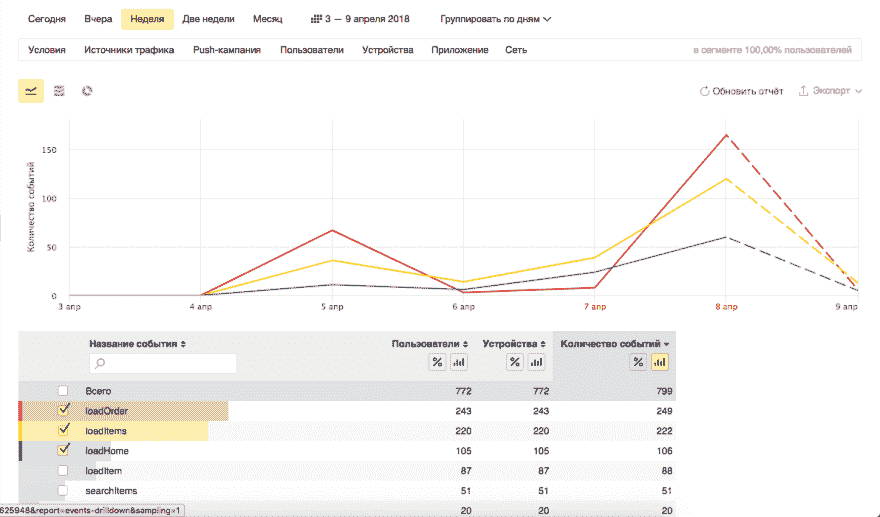 Сегодня Вчера Неделя Две недели Месяц 3 — 9 апреля 2018 Группировать по дням
Условия Источники трафика Push-кампания Пользователи Устройства Приложение Сеть в сегменте 100,00% пользователей
Обновить отчёт Экспорт
Количество событий
150
100
50
0
3 апр 4 апр 5 апр 6 апр 7 апр 8 апр 9 апр
Название события Пользователи Устройства Количество событий
% % %
Всего 772 772 799
loadOrder 243 243 249
loadItems 220 220 222
loadHome 105 105 106
loadItem 87 87 88
searchItems 51 51 51
20 20 20
625948&report=events-drilldown&sampling=1